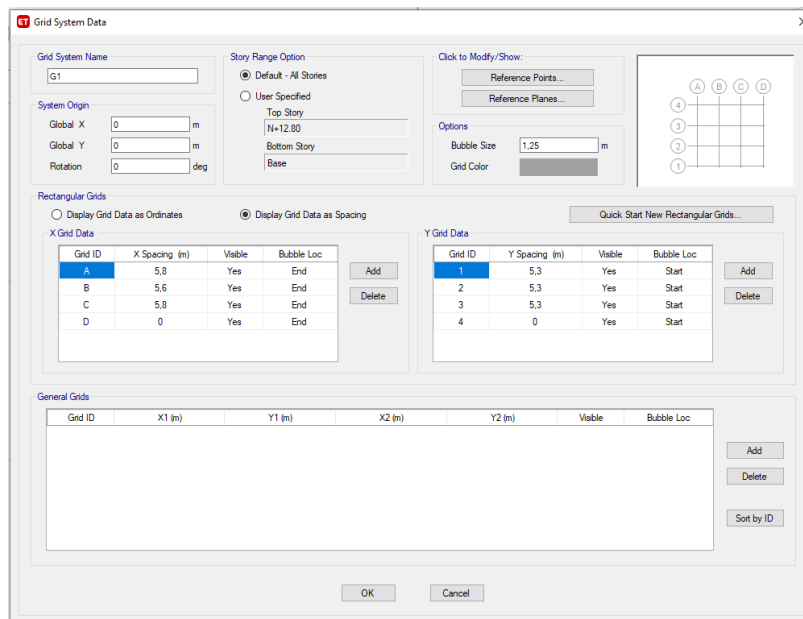 ET Grid System Data
Grid System Name
G1
System Origin
Global X 0 m
Global Y 0 m
Rotation 0 deg
Story Range Option
Default - All Stories
User Specified
Top Story
N+12.80
Bottom Story
Base
Click to Modify/Show:
Reference Points...
Reference Planes...
Options
Bubble Size 1,25 m
Grid Color
A B C D
4
3
2
1
Rectangular Grids
Display Grid Data as Ordinates Display Grid Data as Spacing Quick Start New Rectangular Grids...
X Grid Data
Grid ID X Spacing (m) Visible Bubble Loc
A 5,8 Yes End
B 5,6 Yes End
C 5,8 Yes End
D 0 Yes End
Add
Delete
Y Grid Data
Grid ID Y Spacing (m) Visible Bubble Loc
1 5,3 Yes Start
2 5,3 Yes Start
3 5,3 Yes Start
4 0 Yes Start
Add
Delete
General Grids
Grid ID X1 (m) Y1 (m) X2 (m) Y2 (m) Visible Bubble Loc
Add
Delete
Sort by ID
OK Cancel